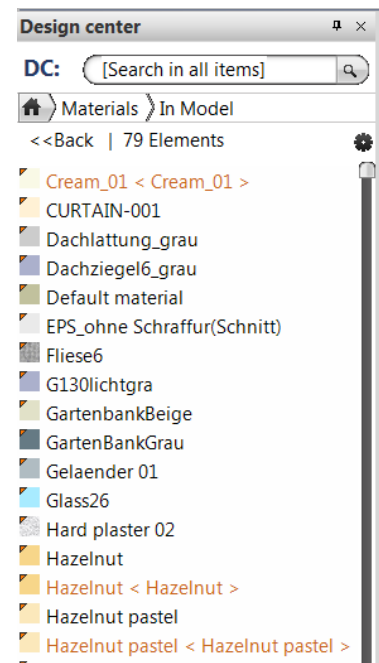 Design center
DC: [Search in all items]
Materials In Model
<<Back | 79 Elements
Cream_01 < Cream_01 >
CURTAIN-001
Dachlattung_grau
Dachziegel6_grau
Default material
EPS_ohne Schraffur(Schnitt)
Fliese6
G130lichtgra
GartenbankBeige
GartenBankGrau
Gelaender 01
Glass26
Hard plaster 02
Hazelnut
Hazelnut < Hazelnut >
Hazelnut pastel
Hazelnut pastel < Hazelnut pastel >